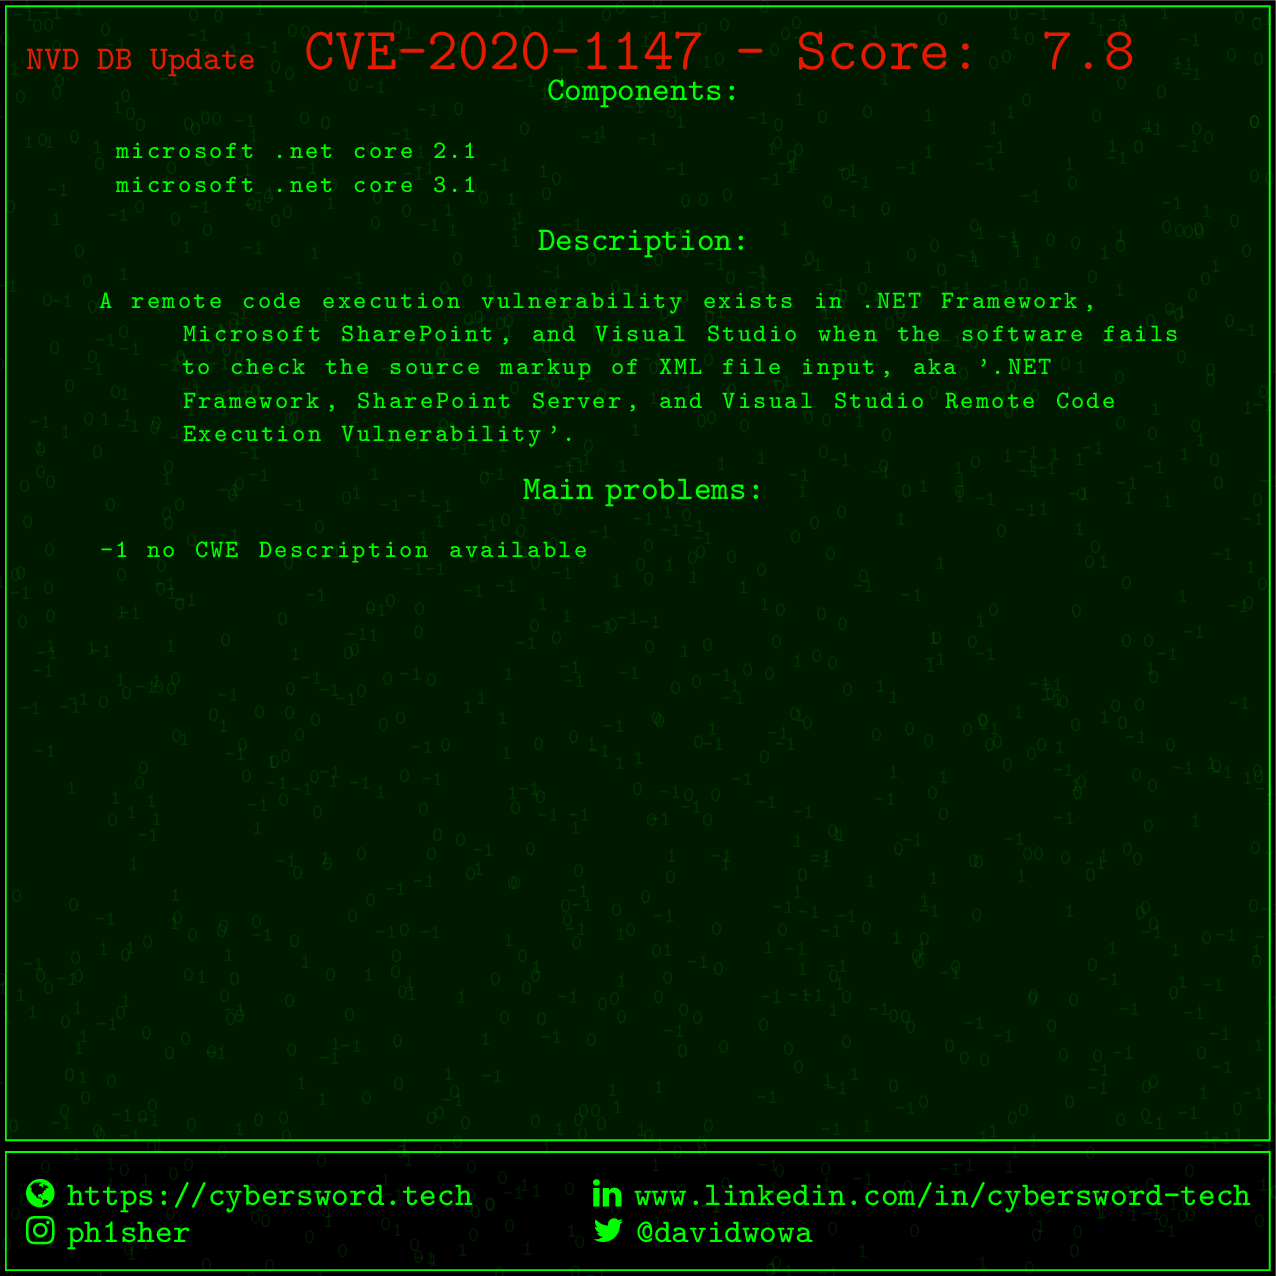 NVD DB Update CVE-2020-1147 - Score: 7.8
Components:
microsoft .net core 2.1
microsoft .net core 3.1
Description:
A remote code execution vulnerability exists in .NET Framework,
Microsoft SharePoint, and Visual Studio when the software fails
to check the source markup of XML file input, aka '.NET
Framework, SharePoint Server, and Visual Studio Remote Code
Execution Vulnerability'.
Main problems:
-1 no CWE Description available
https://cybersword.tech
www.linkedin.com/in/cybersword-tech
ph1sher
@davidwowa